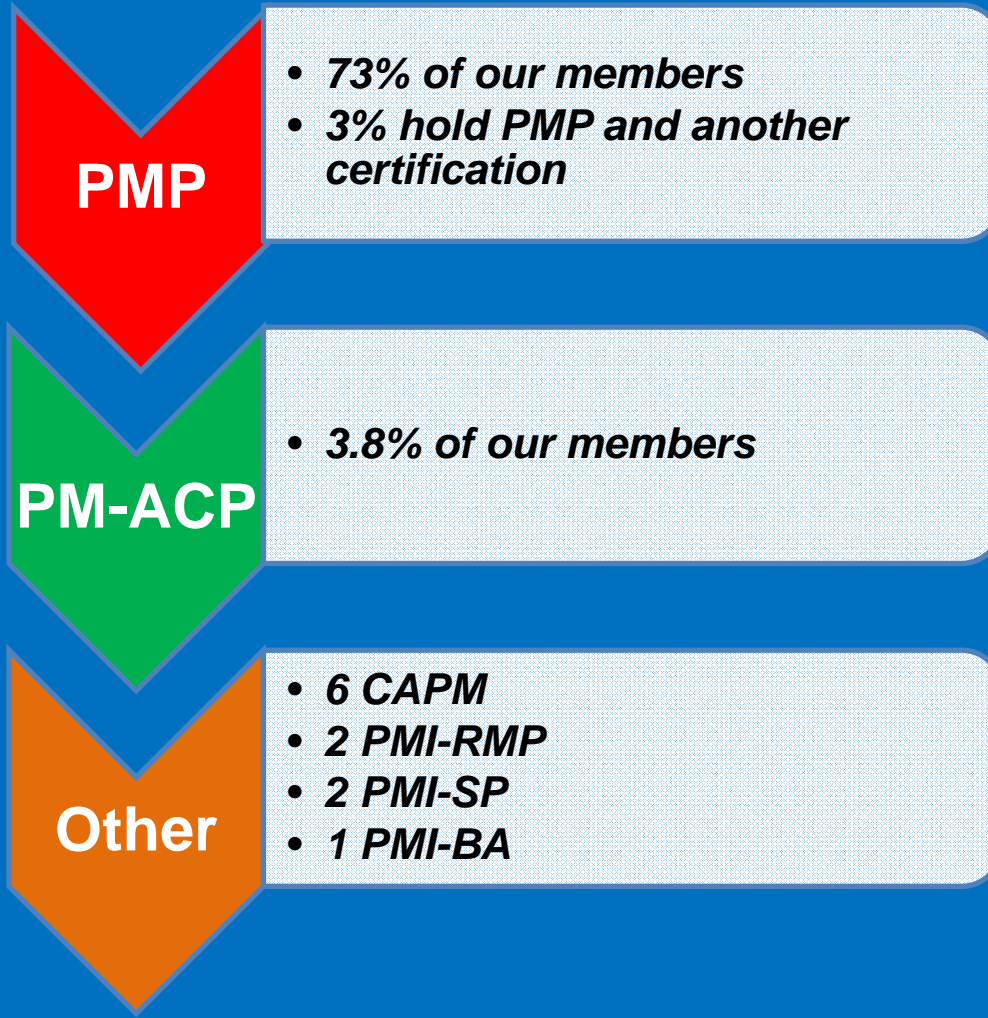 PMP
• 73% of our members
• 3% hold PMP and another
certification
PM-ACP
• 3.8% of our members
Other
• 6 CAPM
• 2 PMI-RMP
• 2 PMI-SP
• 1 PMI-BA